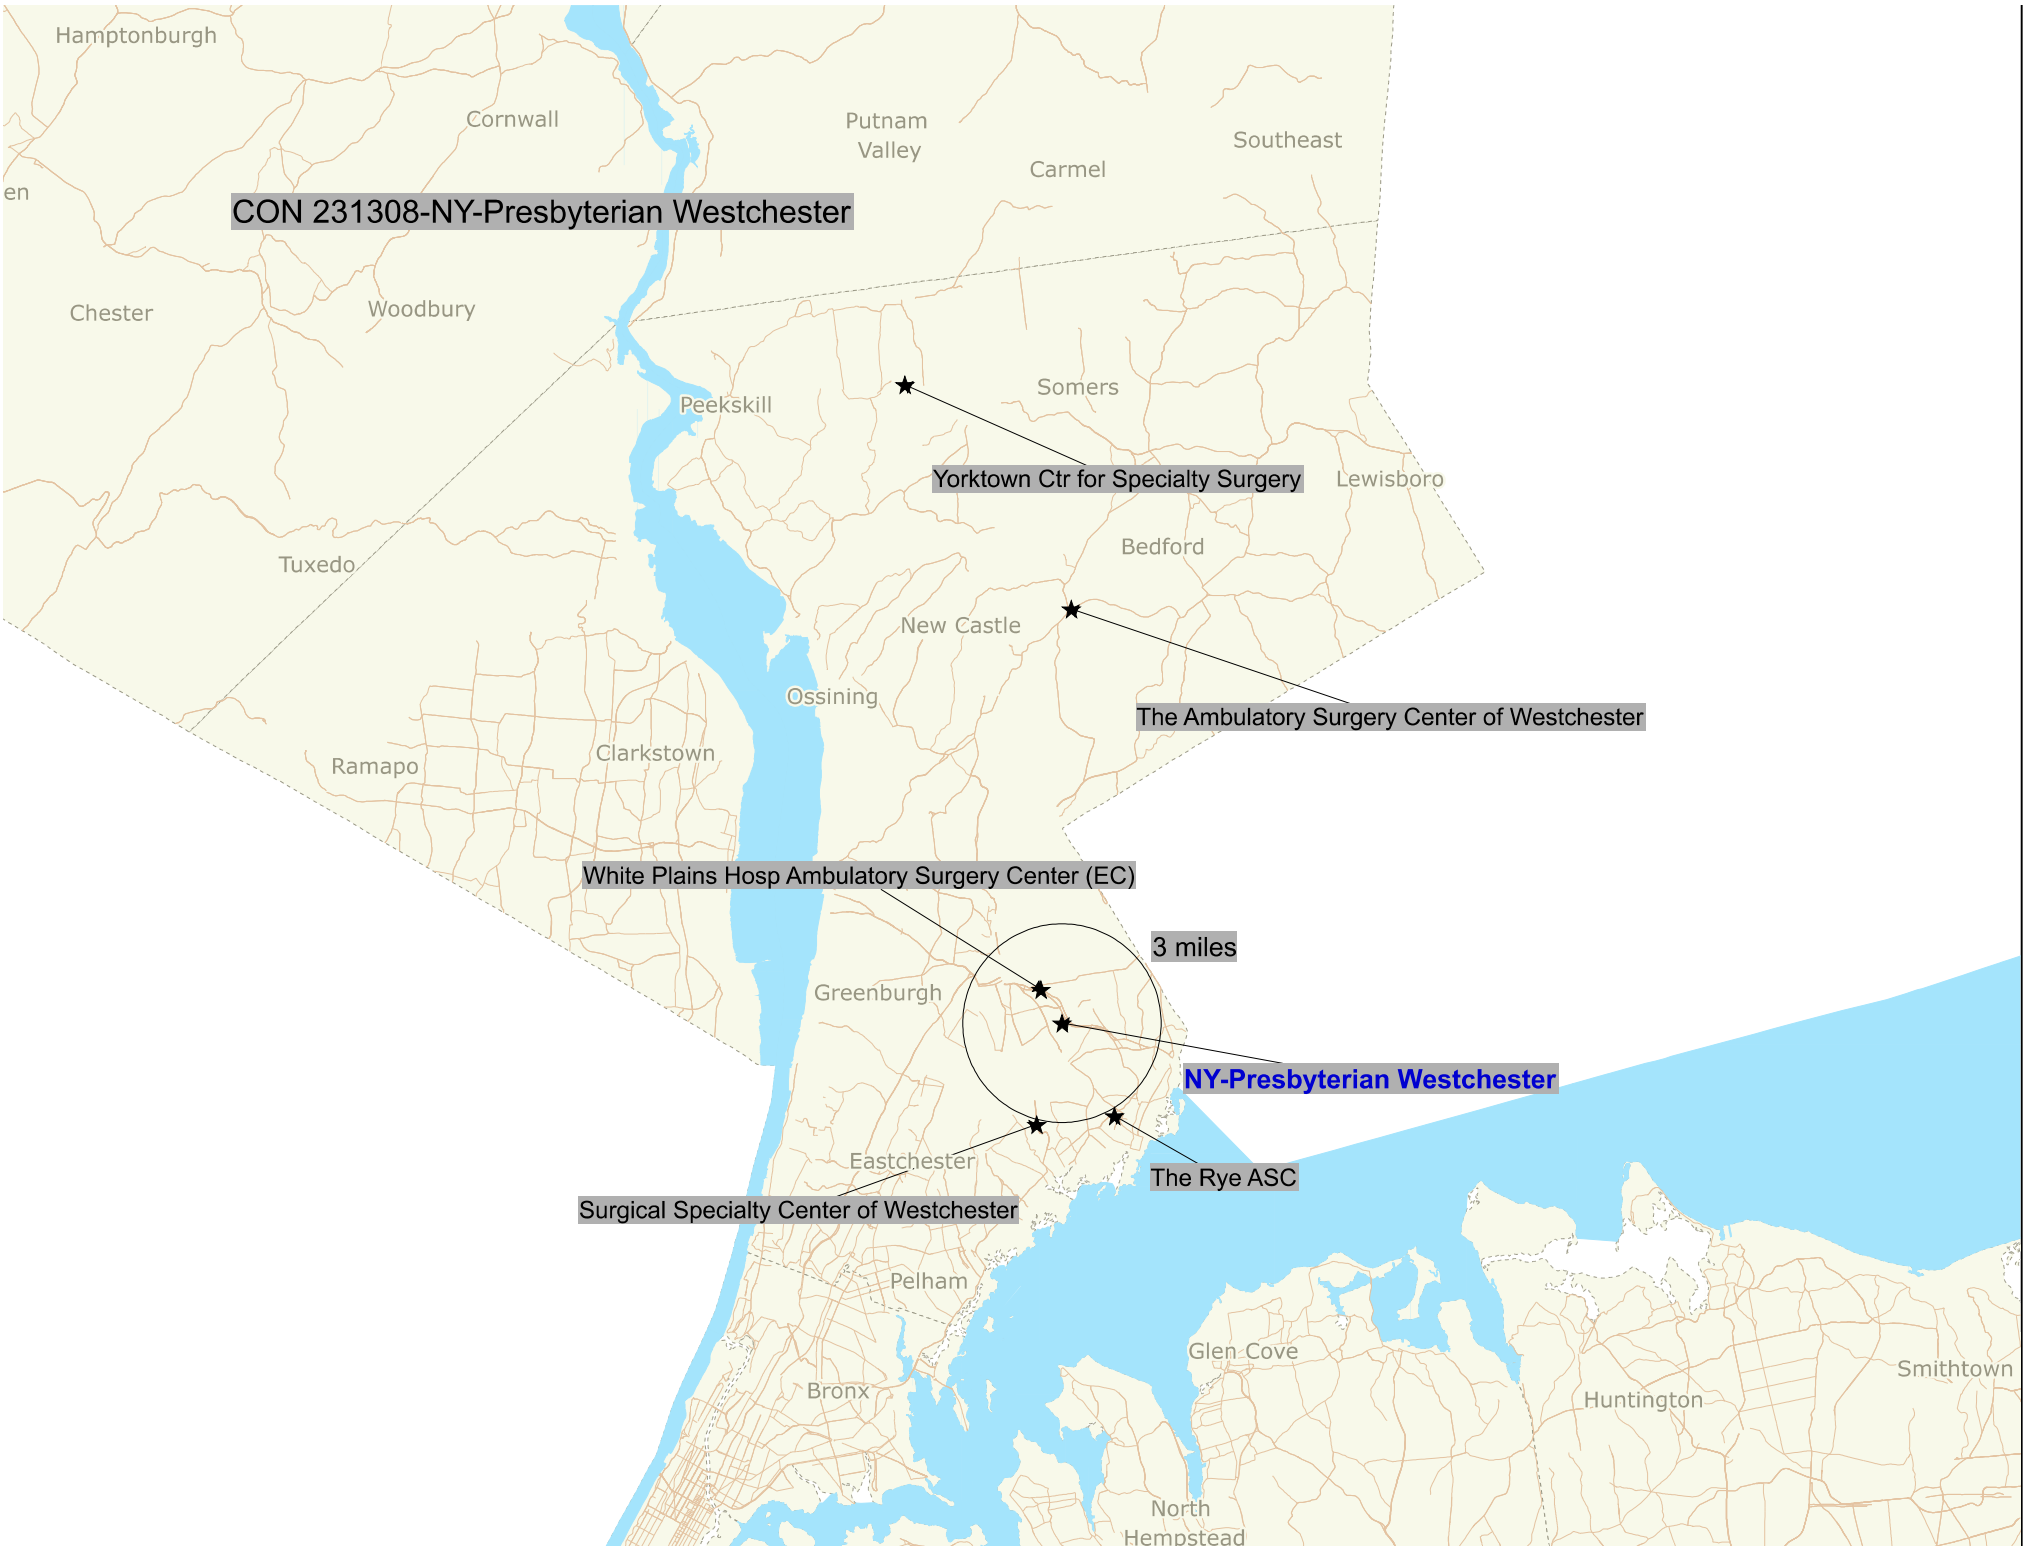 Hamptonburgh
Cornwall
Putnam
Valley
Southeast
Carmel
en
CON 231308-NY-Presbyterian Westchester
Chester
Woodbury
Peekskill
Somers
Yorktown Ctr for Specialty Surgery
Lewisboro
Bedford
Tuxedo
New Castle
Ossining
The Ambulatory Surgery Center of Westchester
Clarkstown
Ramapo
White Plains Hosp Ambulatory Surgery Center (EC)
3 miles
Greenburgh
NY-Presbyterian Westchester
Eastchester
The Rye ASC
Surgical Specialty Center of Westchester
Pelham
Glen Cove
Smithtown
Bronx
Huntington
North
Hempstead